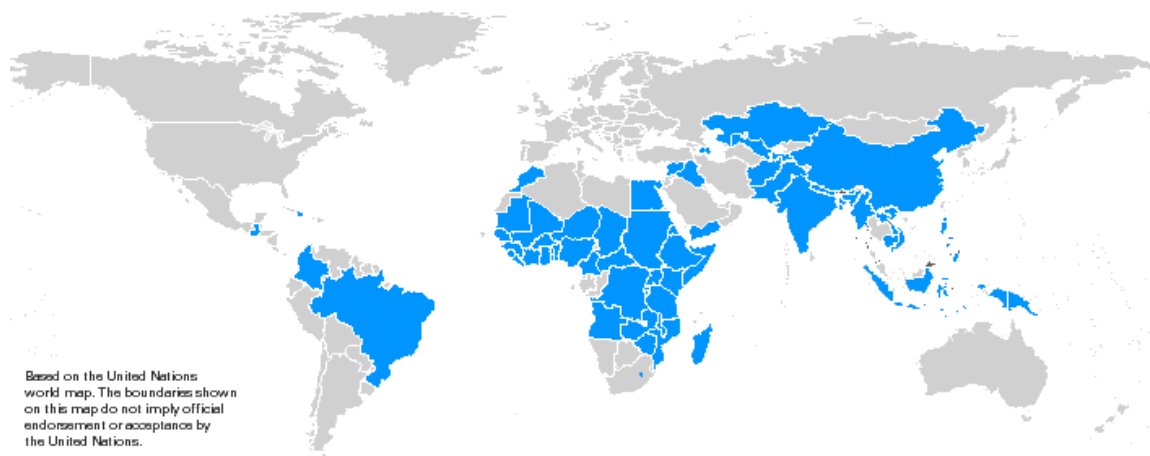 Based on the United Nations
world map. The boundaries shown
on this map do not imply official
endorsement or acceptance by
the United Nations.